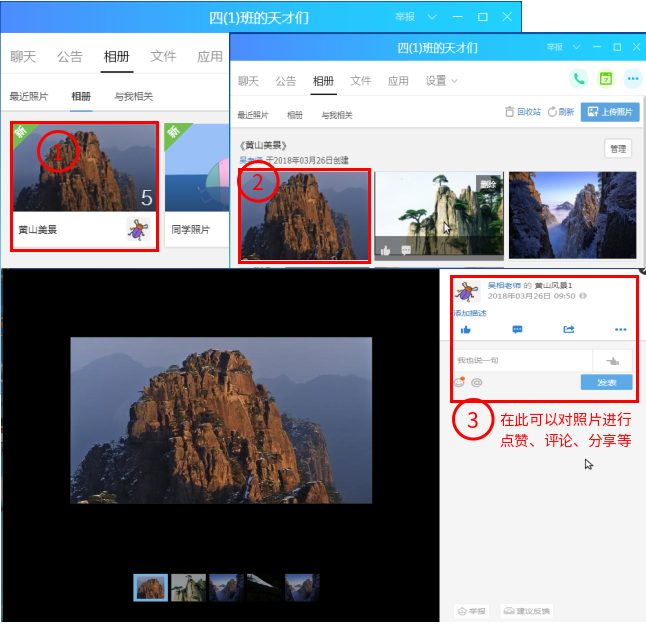 四(1)班的天才们
举报
聊天 公告 相册 文件 应用
最近照片 相册 与我相关
新
1
5
黄山美景
新
同学照片
四(1)班的天才们
举报
聊天 公告 相册 文件 应用 设置
最近照片 相册 与我相关
回收站 刷新 上传照片
《黄山美景》
吴老师 于2018年03月26日创建
管理
2
删除
吴相老师 的 黄山风景1
2018年03月26日 09:50
添加描述
我也说一句
@
发表
3
在此可以对照片进行
点赞、评论、分享等
举报 建议反馈